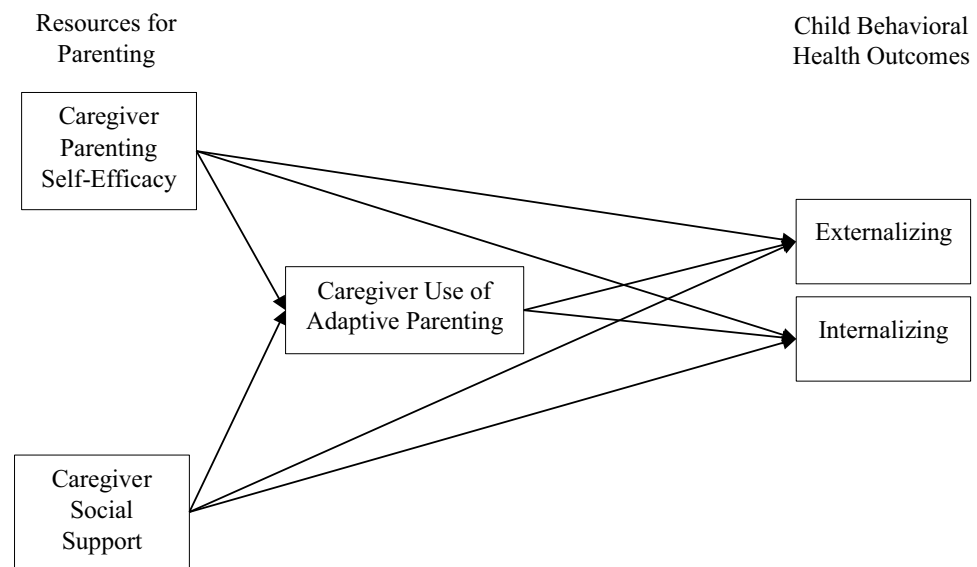 Resources for
Parenting
Child Behavioral
Health Outcomes
Caregiver
Parenting
Self-Efficacy
Externalizing
Caregiver Use of
Adaptive Parenting
Internalizing
Caregiver
Social
Support